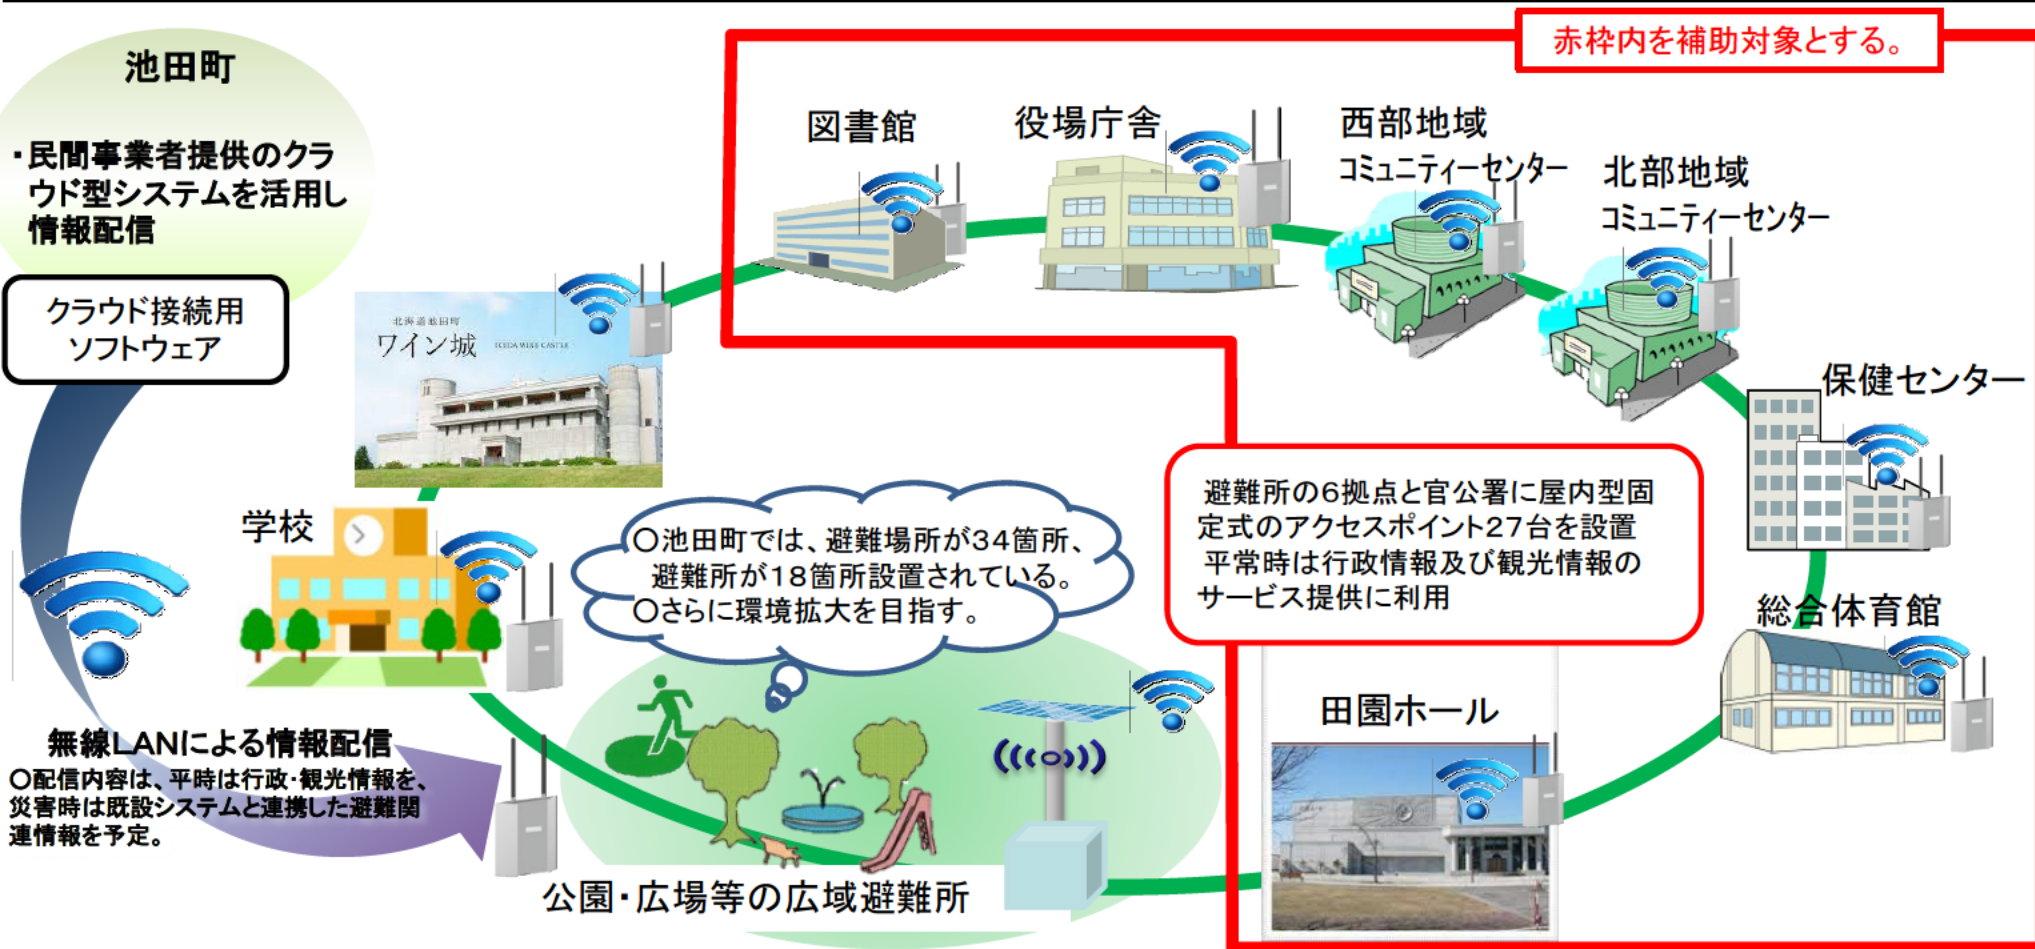 赤枠内を補助対象とする。
池田町
・民間事業者提供のクラ
ウド型システムを活用し
情報配信
クラウド接続用
ソフトウェア
図書館
役場庁舎
西部地域
コミュニティーセンター
北部地域
コミュニティーセンター
北海道池田町
ワイン城 IKEDA WINE CASTLE
保健センター
学校
〇池田町では、避難場所が34箇所、
避難所が18箇所設置されている。
〇さらに環境拡大を目指す。
避難所の6拠点と官公署に屋内型固
定式のアクセスポイント27台を設置
平常時は行政情報及び観光情報の
サービス提供に利用
総合体育館
田園ホール
無線LANによる情報配信
〇配信内容は、平時は行政・観光情報を、
災害時は既設システムと連携した避難関
連情報を予定。
公園・広場等の広域避難所